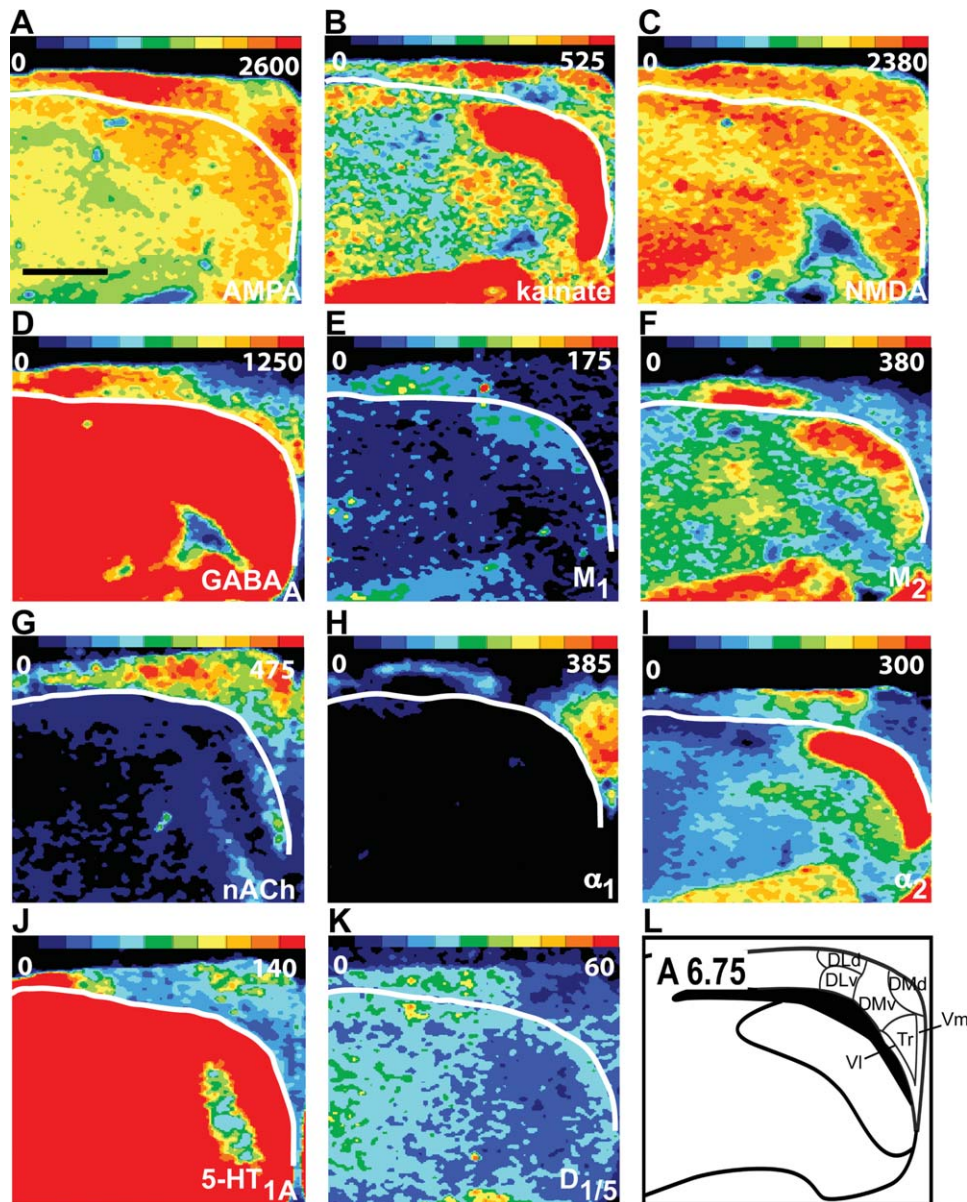 A
0
2600
AMPA
B
0
525
kainate
C
0
2380
NMDA
D
0
1250
GABA A
E
0
175
M1
F
0
380
M2
G
0
475
nACh
H
0
385
α1
I
0
300
α2
J
0
140
5-HT1A
K
0
60
D1/5
L
A 6.75
DLd
DLv
DMd
DMv
Vm
Tr
Vl